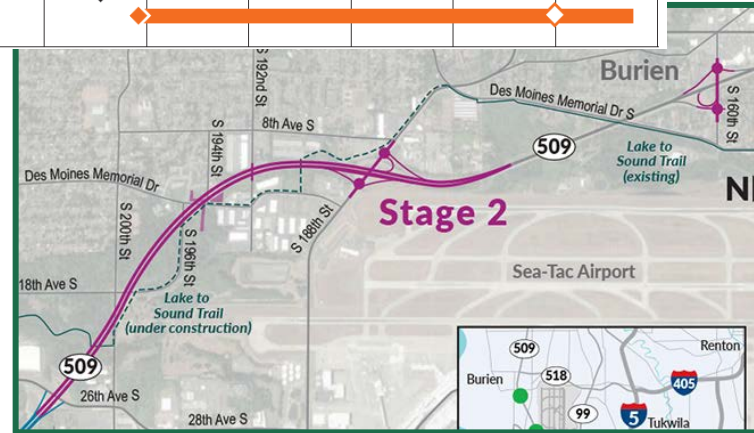 S 192nd St
Burien
Des Moines Memorial Dr S
S 160th St
8th Ave S
S 194th St
509
Lake to
Sound Trail
(existing)
Des Moines Memorial Dr
Stage 2
S 200th St
S 196th St
S 188th St
Sea-Tac Airport
18th Ave S
Lake to
Sound Trail
(under construction)
509
26th Ave S
28th Ave S
509
518
Burien
99
5
405
Renton
Tukwila